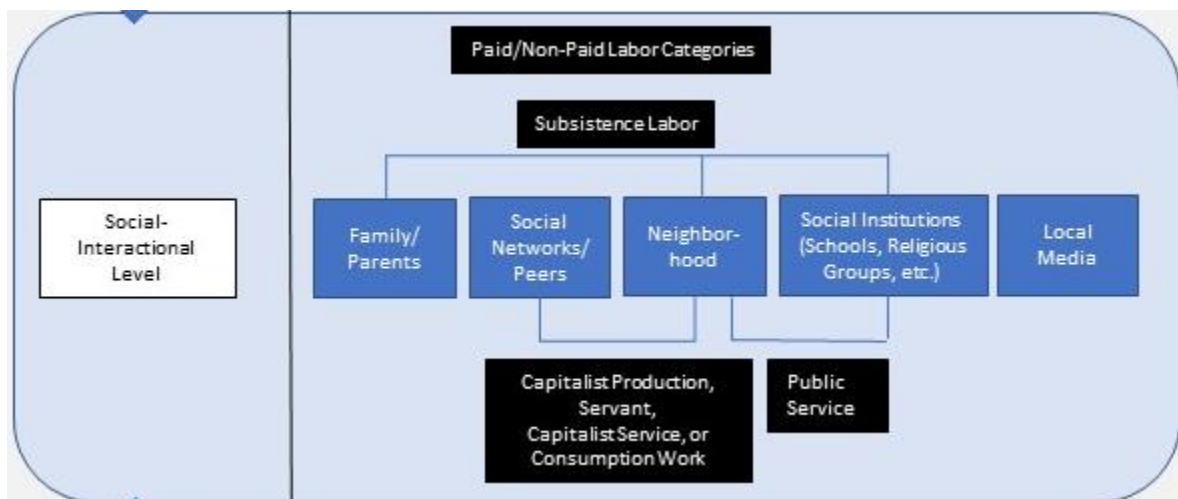 Paid/Non-Paid Labor Categories
Subsistence Labor
Social-
Interactional
Level
Family/
Parents
Social
Networks/
Peers
Neighbor-
hood
Social Institutions
(Schools, Religious
Groups, etc.)
Local
Media
Capitalist Production,
Servant,
Capitalist Service, or
Consumption Work
Public
Service